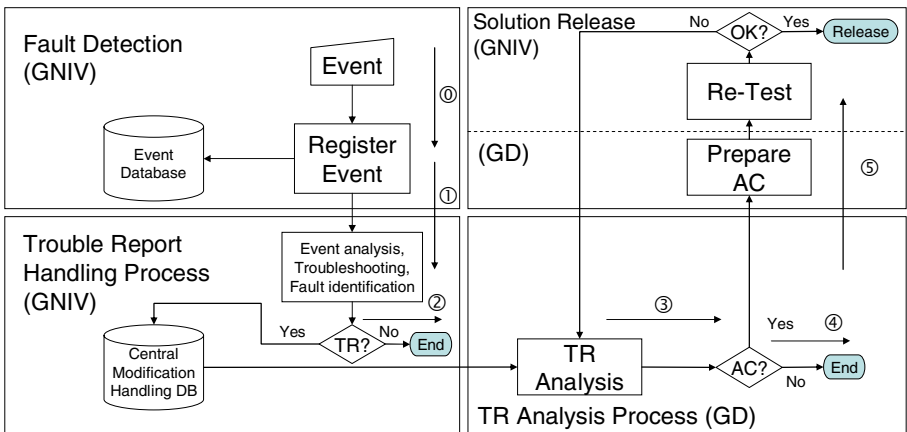 Fault Detection
(GNIV)
Event
⓪
Register
Event
Event
Database
①
Trouble Report
Handling Process
(GNIV)
Event analysis,
Troubleshooting,
Fault identification
②
Yes
TR?
No
End
Central
Modification
Handling DB
Solution Release
(GNIV)
No
OK?
Yes
Release
Re-Test
(GD)
Prepare
AC
⑤
③
TR
Analysis
AC?
Yes
④
No
End
TR Analysis Process (GD)